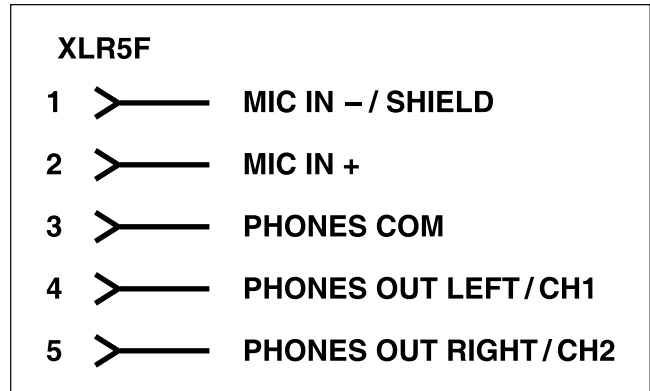 XLR5F
1 MIC IN – / SHIELD
2 MIC IN +
3 PHONES COM
4 PHONES OUT LEFT / CH1
5 PHONES OUT RIGHT / CH2